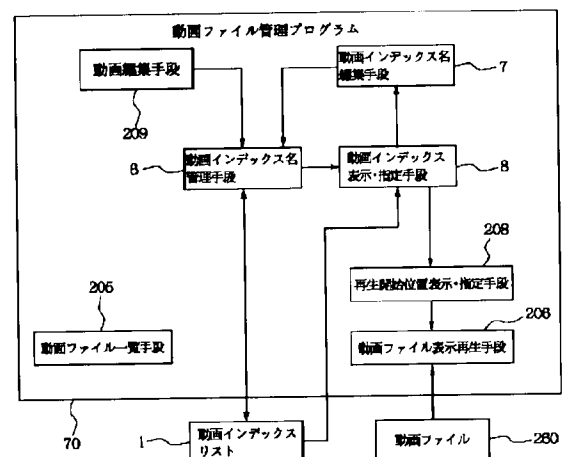 動画ファイル管理プログラム
動画編集手段
209
動画インデックス名
編集手段
7
6
動画インデックス名
管理手段
動画インデックス
表示・指定手段
8
208
再生開始位置表示・指定手段
205
206
動画ファイル一覧手段
動画ファイル表示再生手段
70
1
動画インデックス
リスト
動画ファイル
260